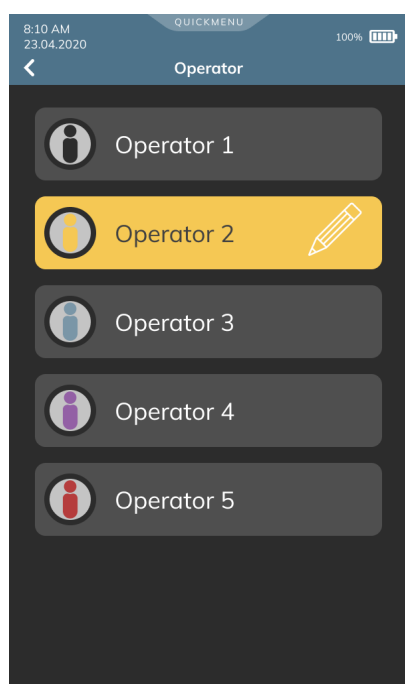 8:10 AM
23.04.2020
QUICKMENU
100%
Operator
Operator 1
Operator 2
Operator 3
Operator 4
Operator 5